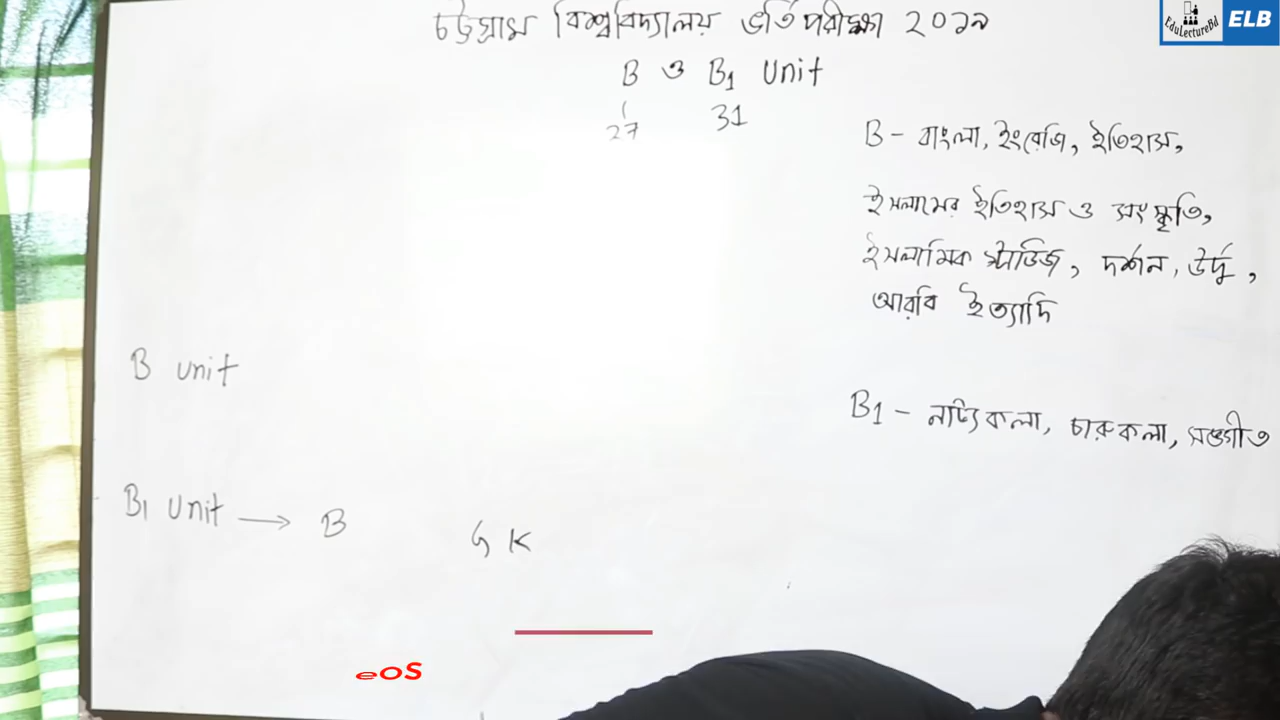 চট্টগ্রাম বিশ্ববিদ্যালয় ভর্তি পরীক্ষা ২০১৯
EduLectureBd ELB
B ও B1 Unit
27 31
B - বাংলা, ইংরেজি, ইতিহাস,
ইসলামের ইতিহাস ও সংস্কৃতি,
ইসলামিক স্টাডিজ, দর্শন, উর্দু,
আরবি ইত্যাদি
B unit
B1 - নাট্যকলা, চারুকলা, সঙ্গীত
B1 Unit → B
G K
eos